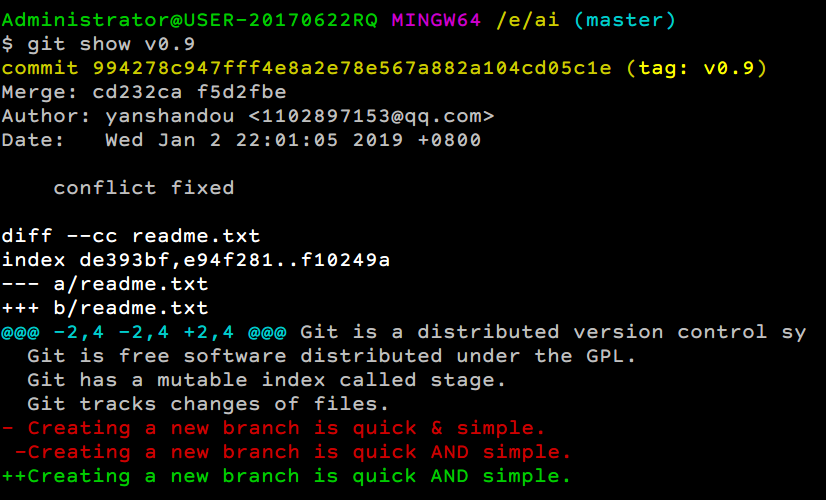 Administrator@USER-20170622RQ MINGW64 /e/ai (master)
$ git show v0.9
commit 994278c947fff4e8a2e78e567a882a104cd05c1e (tag: v0.9)
Merge: cd232ca f5d2fbe
Author: yanshandou <1102897153@qq.com>
Date:   Wed Jan 2 22:01:05 2019 +0800
    conflict fixed
diff --cc readme.txt
index de393bf,e94f281..f10249a
--- a/readme.txt
+++ b/readme.txt
@@@ -2,4 -2,4 +2,4 @@@ Git is a distributed version control sy
  Git is free software distributed under the GPL.
  Git has a mutable index called stage.
  Git tracks changes of files.
- Creating a new branch is quick & simple.
 -Creating a new branch is quick AND simple.
++Creating a new branch is quick AND simple.